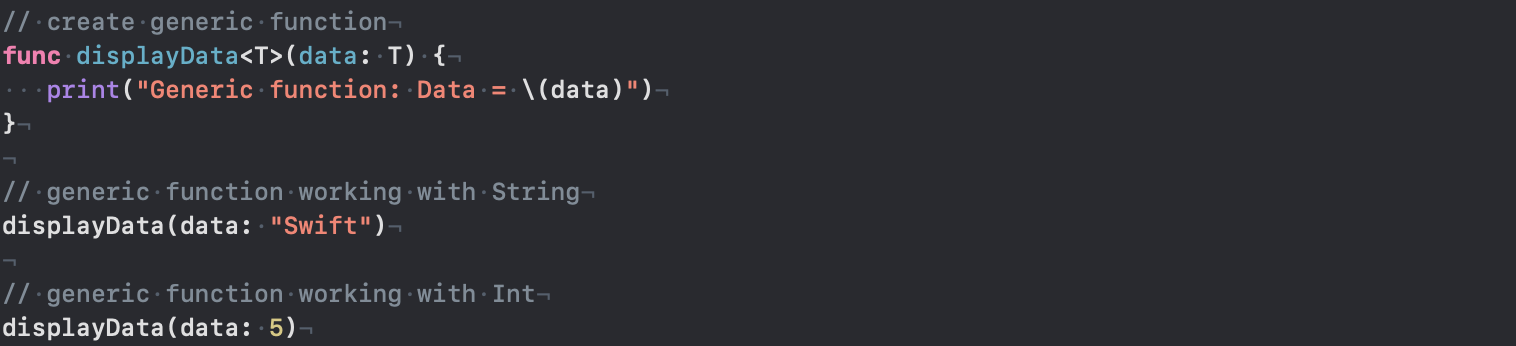 // create generic function
func displayData<T>(data: T) {
   print("Generic function: Data = \(data)")
}

// generic function working with String
displayData(data: "Swift")

// generic function working with Int
displayData(data: 5)